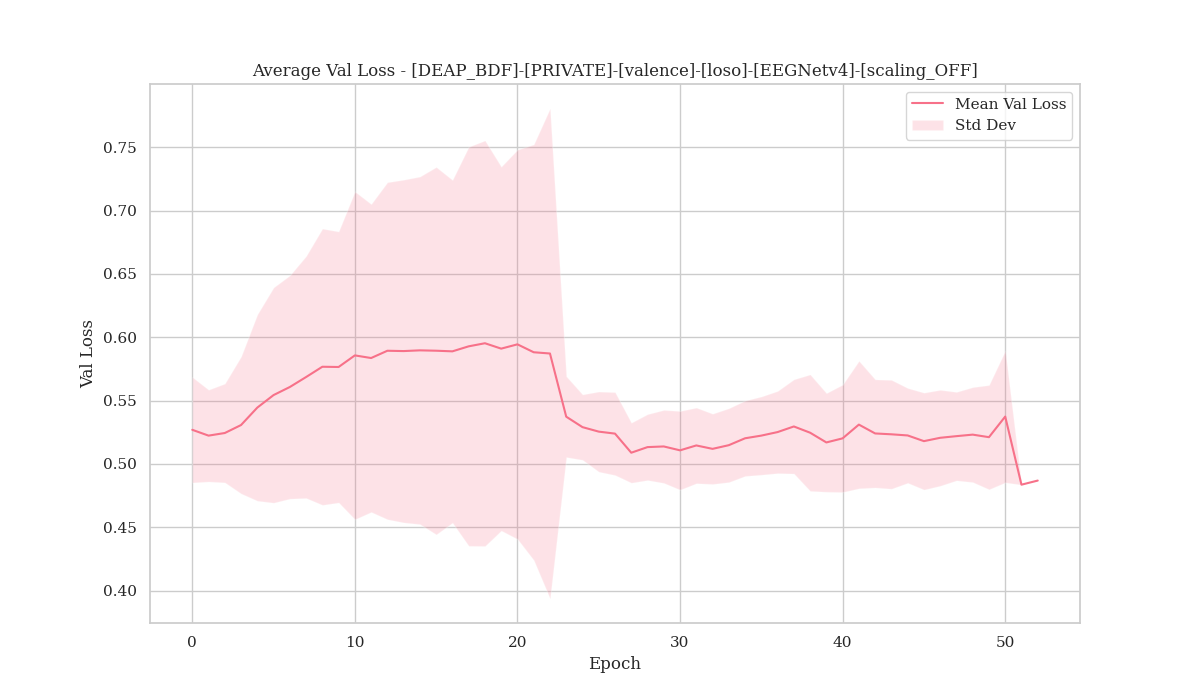 Average Val Loss - [DEAP_BDF]-[PRIVATE]-[valence]-[loso]-[EEGNetv4]-[scaling_OFF]
Mean Val Loss
Std Dev
Val Loss
0.75
0.70
0.65
0.60
0.55
0.50
0.45
0.40
0 10 20 30 40 50
Epoch